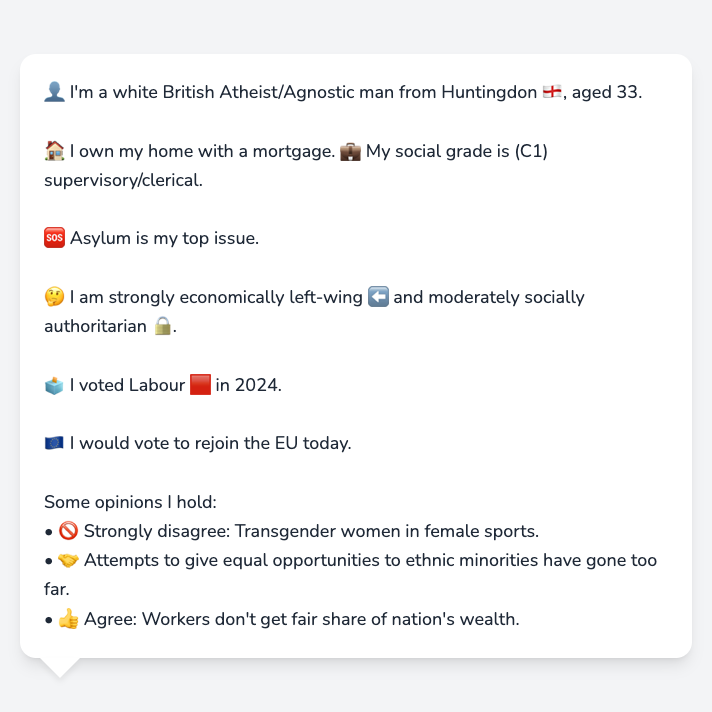 👤 I'm a white British Atheist/Agnostic man from Huntingdon 🏴󠁧󠁢󠁥󠁮󠁧󠁿, aged 33.
🏠 I own my home with a mortgage. 💼 My social grade is (C1)
supervisory/clerical.
🆘 Asylum is my top issue.
🤔 I am strongly economically left-wing ⬅️ and moderately socially
authoritarian 🔒.
🗳️ I voted Labour 🟥 in 2024.
🇪🇺 I would vote to rejoin the EU today.
Some opinions I hold:
• 🚫 Strongly disagree: Transgender women in female sports.
• 🤝 Attempts to give equal opportunities to ethnic minorities have gone too
far.
• 👍 Agree: Workers don't get fair share of nation's wealth.